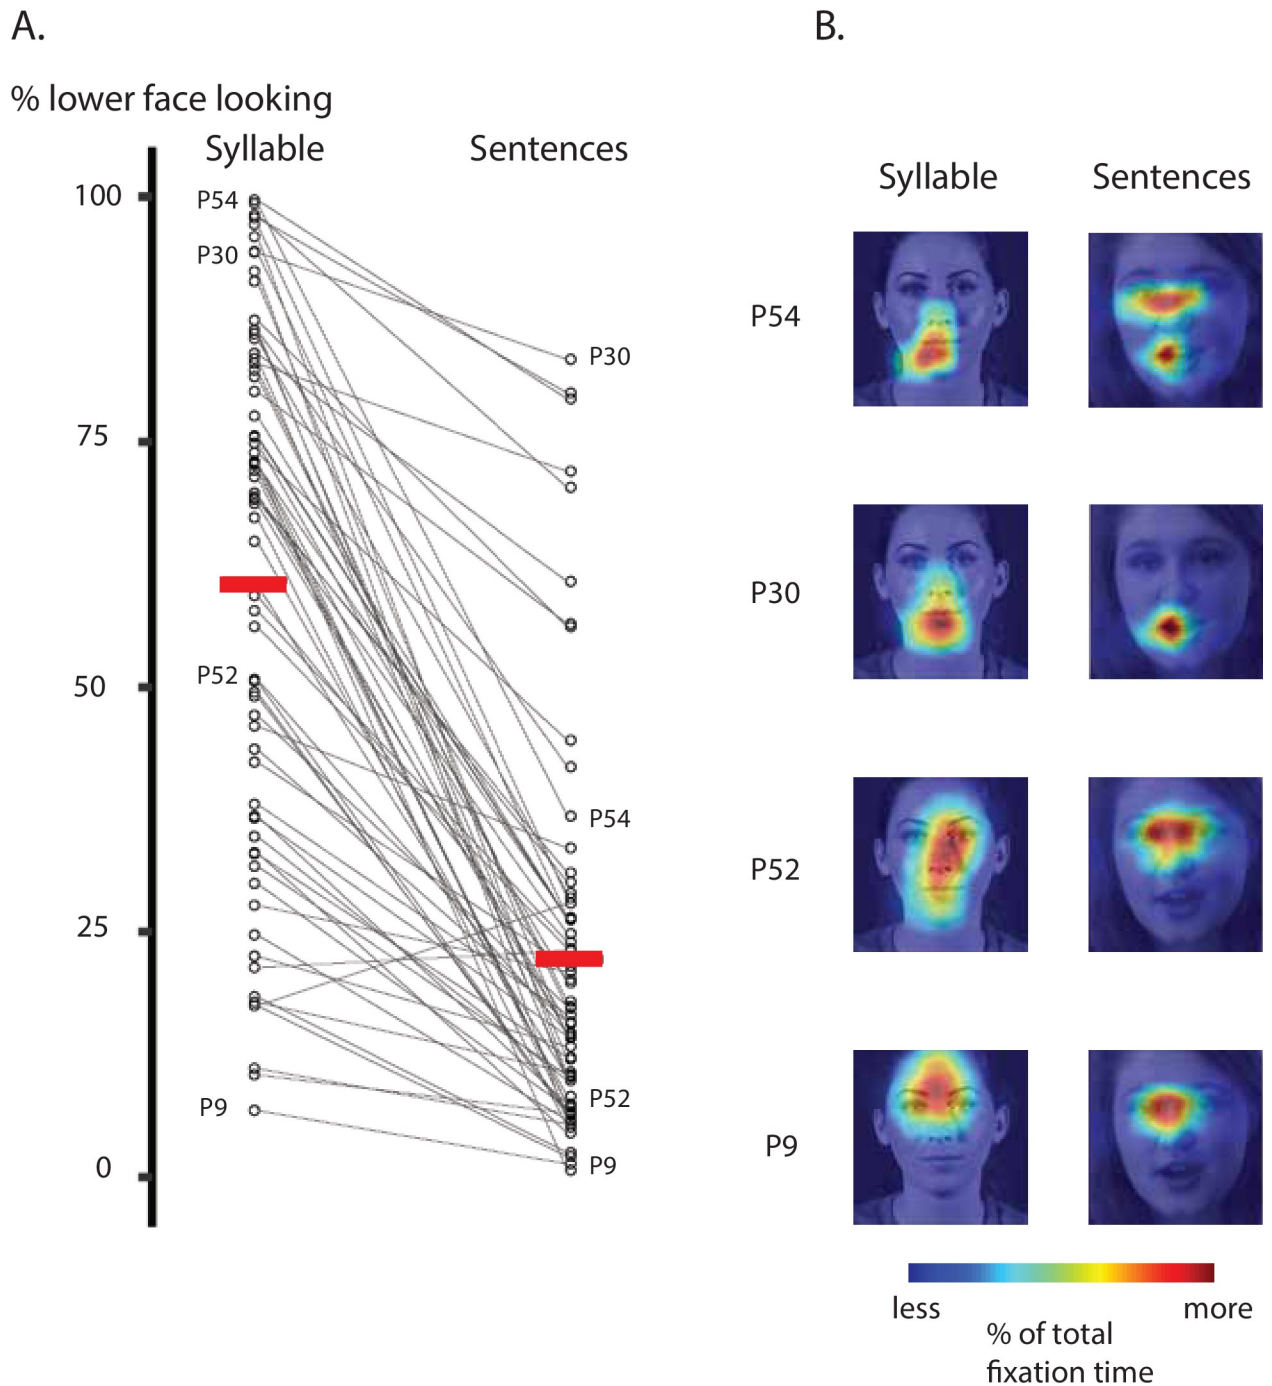 A.
% lower face looking
Syllable
Sentences
100
75
50
25
0
P54
P30
P52
P9
P30
P54
P52
P9
B.
Syllable
Sentences
P54
P30
P52
P9
less
more
% of total
fixation time